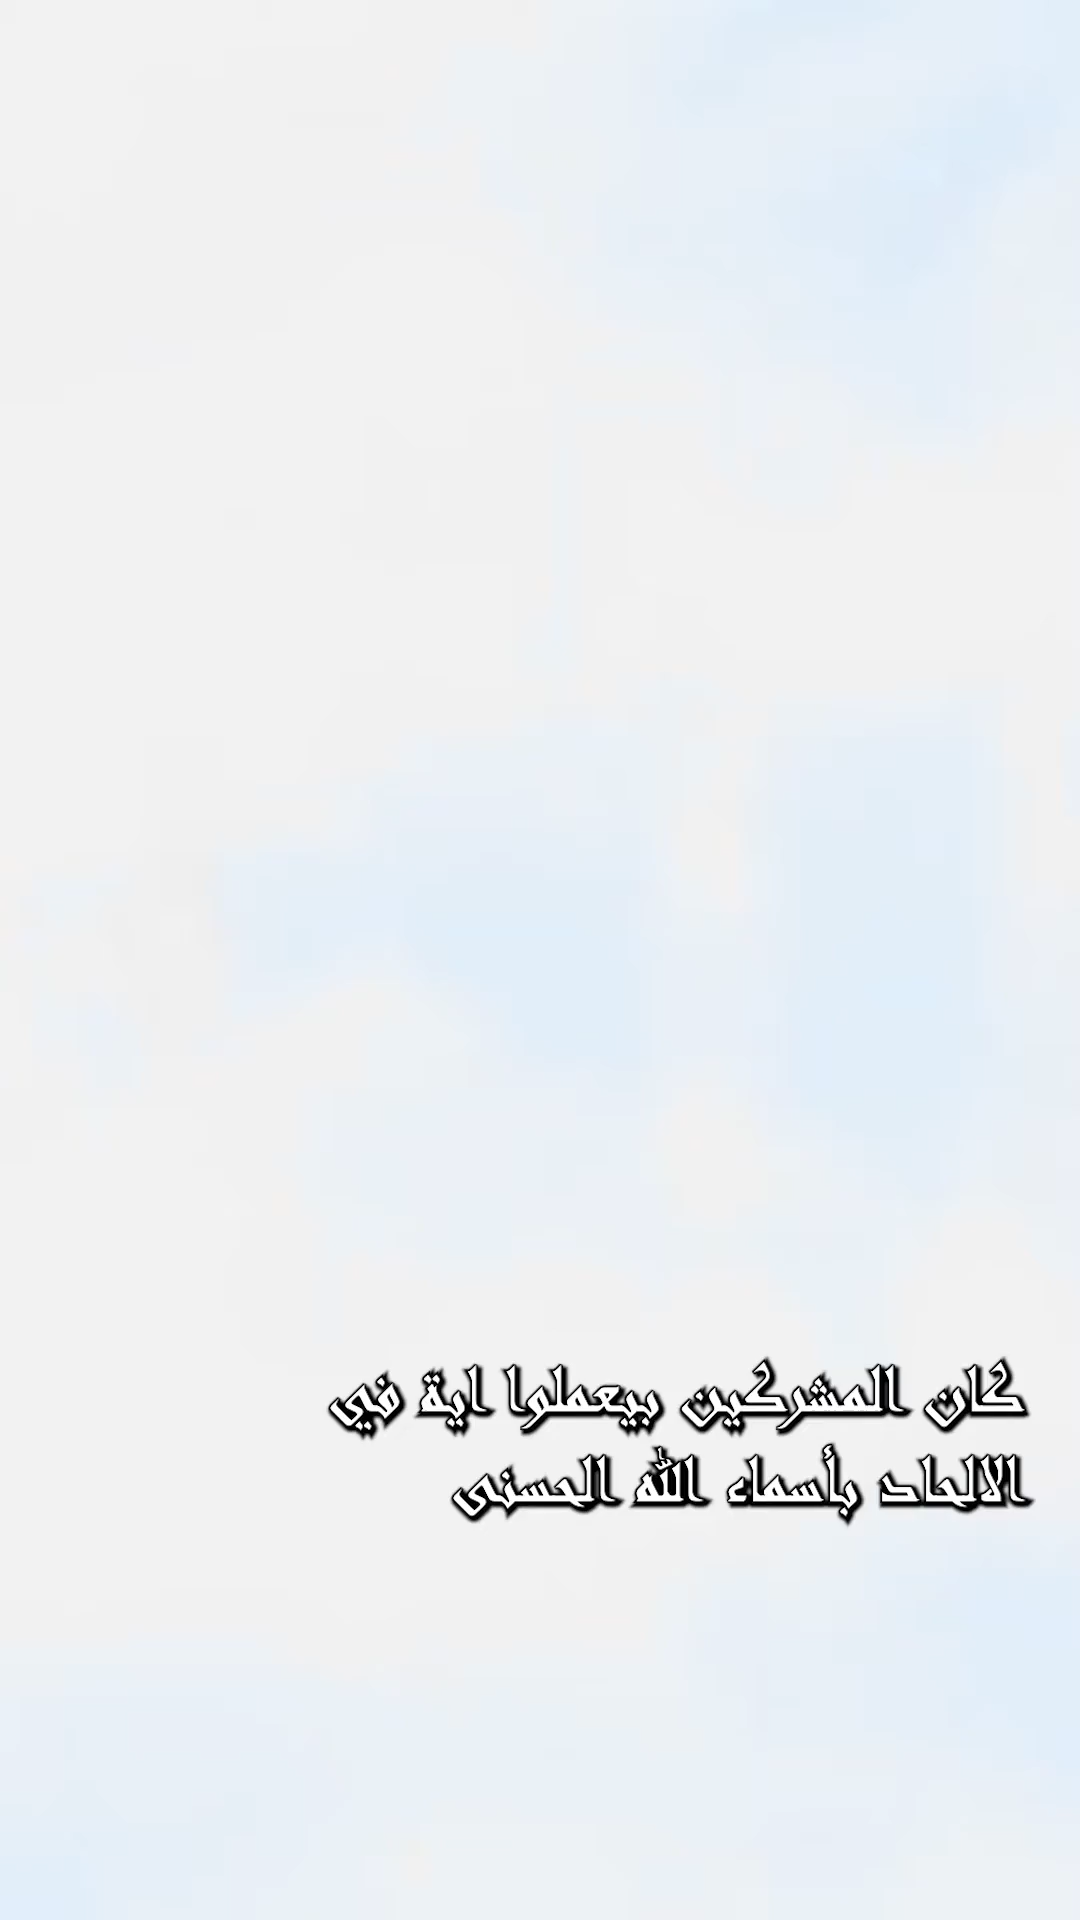 كان المشركين بيعملوا اية في
الالحاد بأسماء الله الحسنى